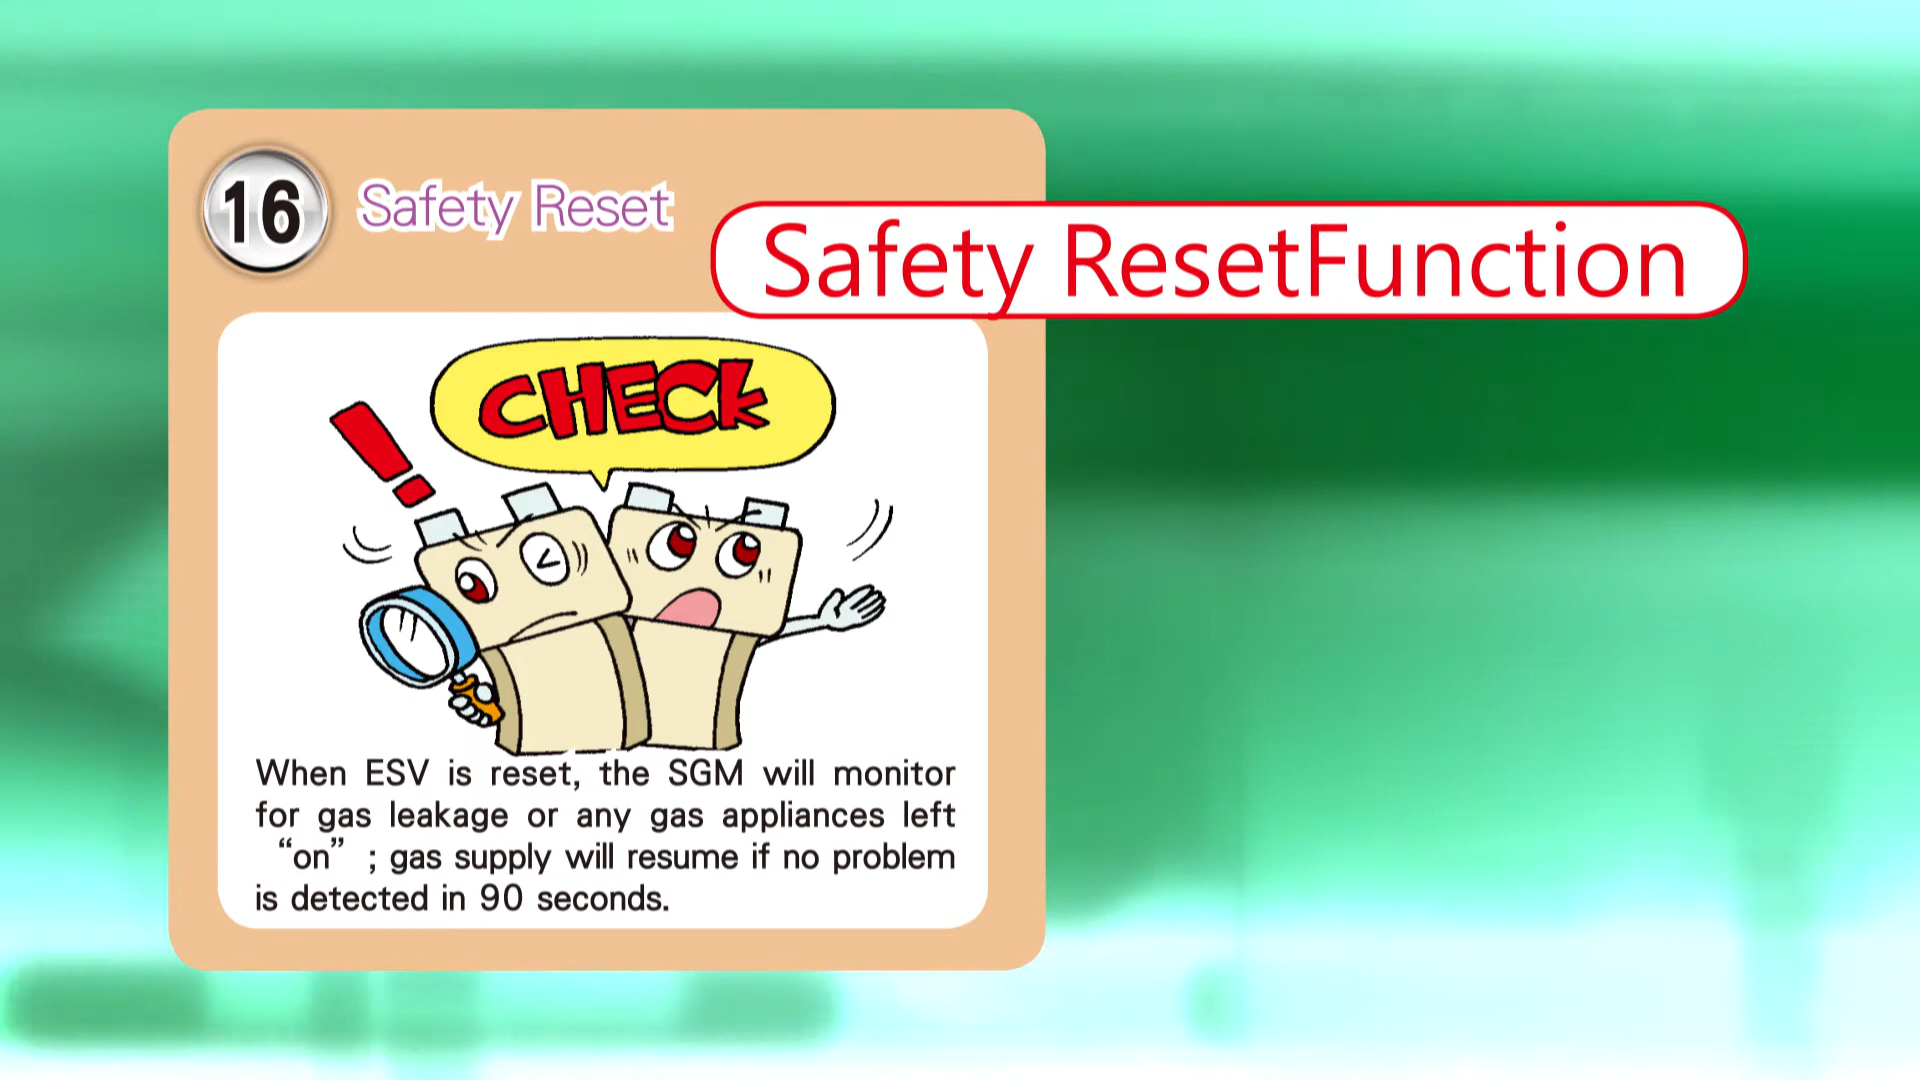 16
Safety Reset
Safety ResetFunction
CHECK
When ESV is reset, the SGM will monitor
for gas leakage or any gas appliances left
“on” ; gas supply will resume if no problem
is detected in 90 seconds.